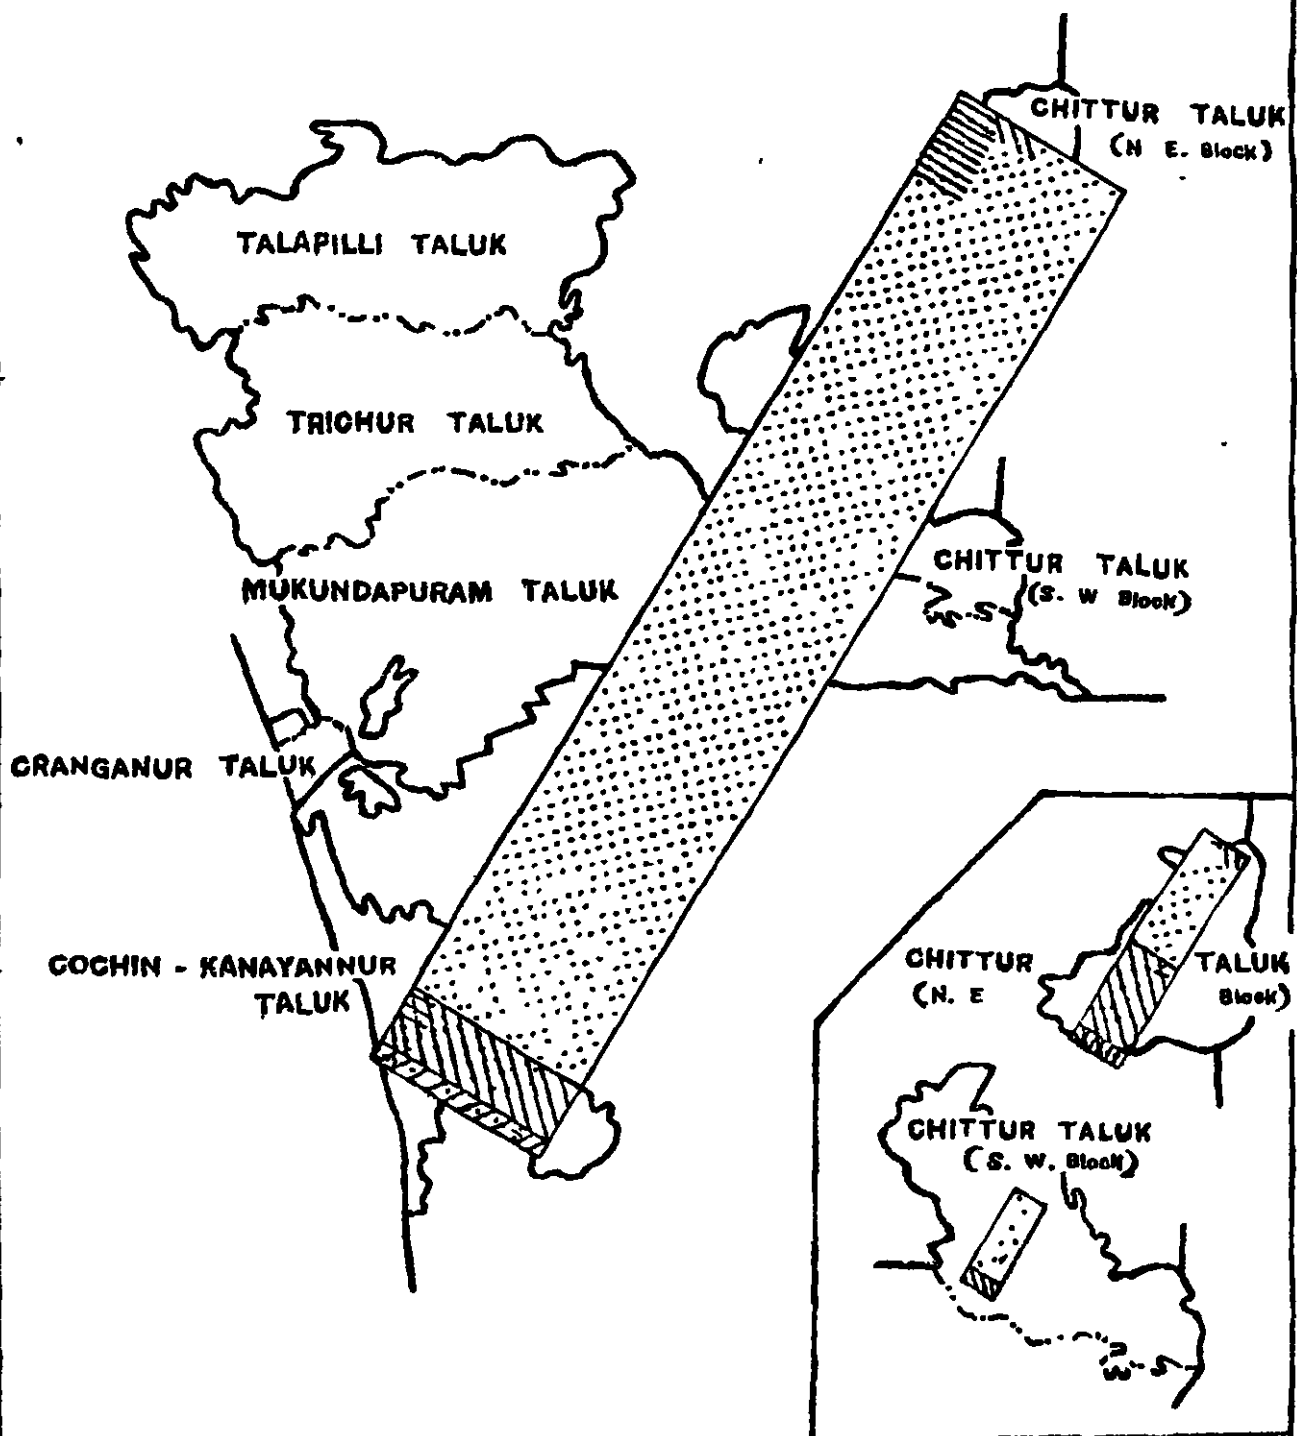 CHITTUR TALUK
(N E. Block)
TALAPILLI TALUK
TRICHUR TALUK
CHITTUR TALUK
(S. W Block)
MUKUNDAPURAM TALUK
CRANGANUR TALUK
COCHIN - KANAYANNUR
TALUK
CHITTUR TALUK
(N. E Block)
CHITTUR TALUK
(S. W. Block)